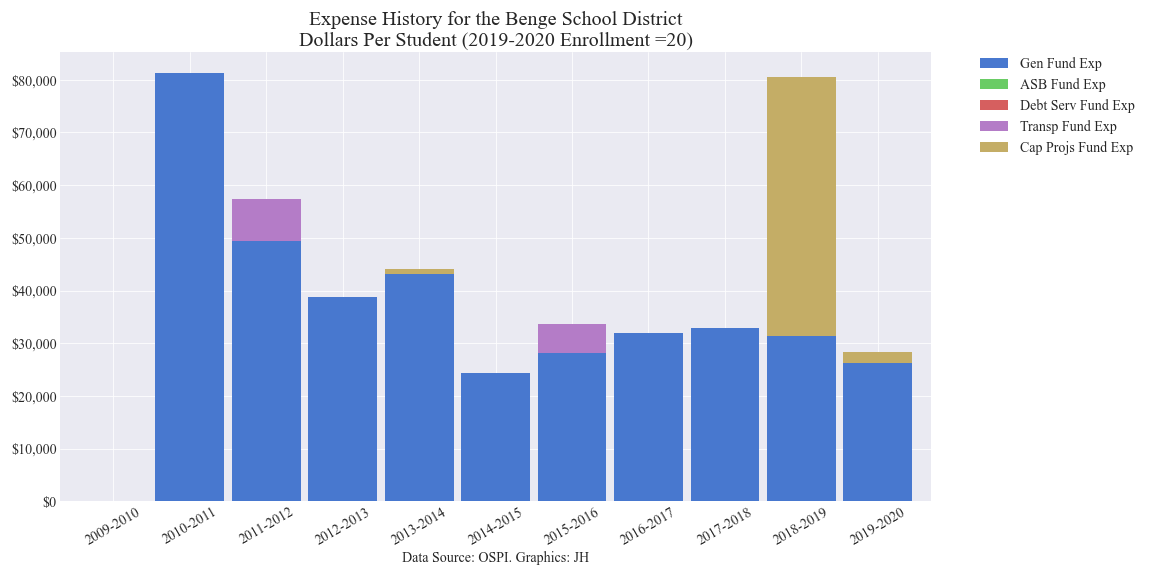 Expense History for the Benge School District
Dollars Per Student (2019-2020 Enrollment =20)
Gen Fund Exp
ASB Fund Exp
Debt Serv Fund Exp
Transp Fund Exp
Cap Projs Fund Exp
$80,000
$70,000
$60,000
$50,000
$40,000
$30,000
$20,000
$10,000
$0
2009-2010
2010-2011
2011-2012
2012-2013
2013-2014
2014-2015
2015-2016
2016-2017
2017-2018
2018-2019
2019-2020
Data Source: OSPI. Graphics: JH